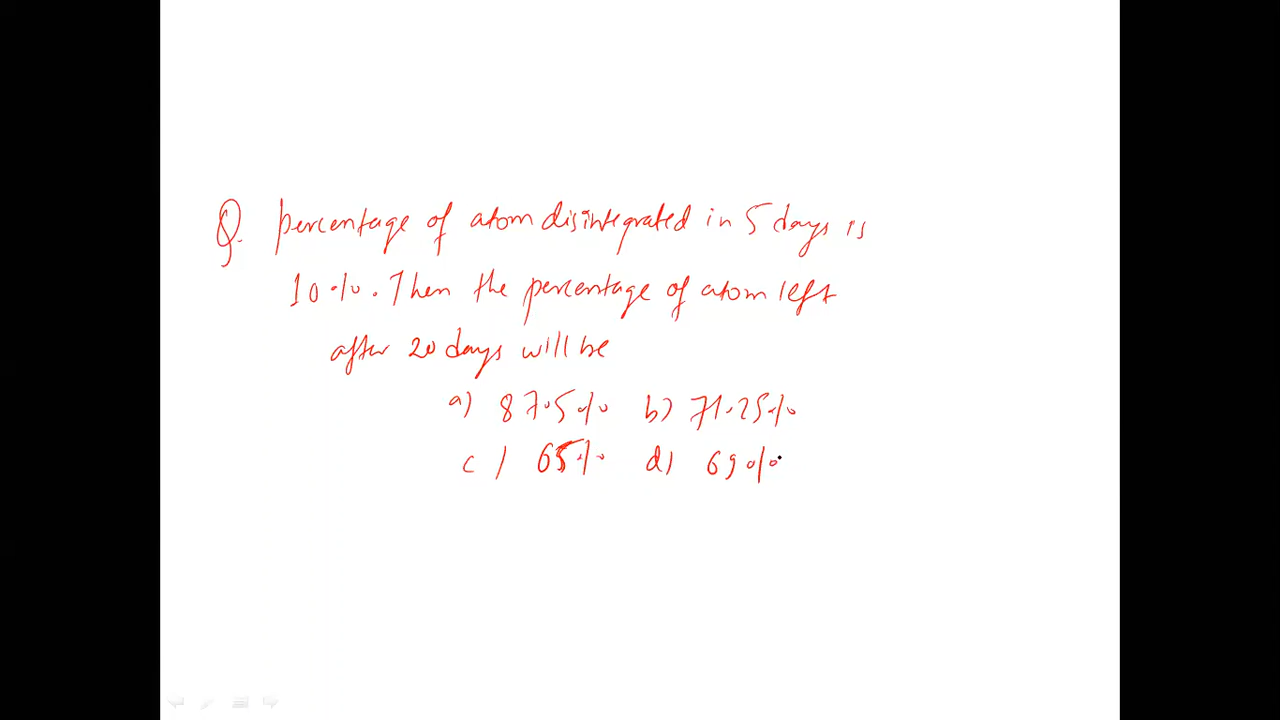 Q. percentage of atom disintegrated in 5 days is
10%. Then the percentage of atom left
after 20 days will be
a) 87.5% b) 71.25%
c) 65% d) 69%